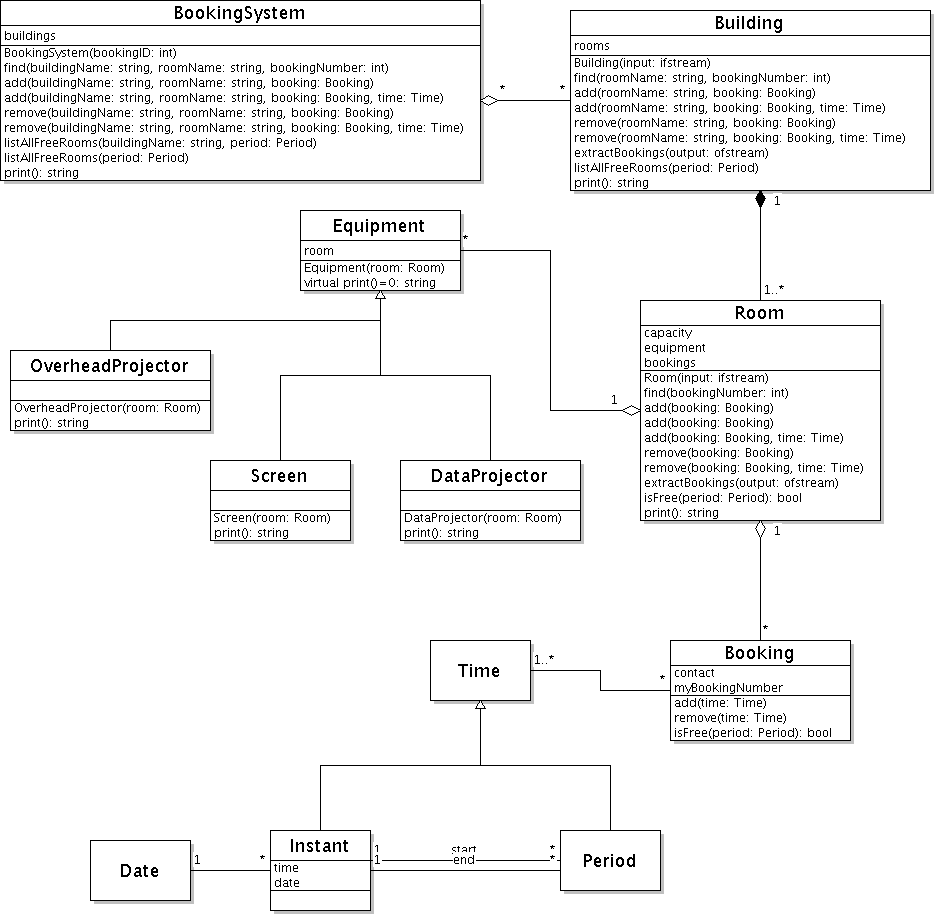 BookingSystem
buildings
BookingSystem(bookingID: int)
find(buildingName: string, roomName: string, bookingNumber: int)
add(buildingName: string, roomName: string, booking: Booking)
add(buildingName: string, roomName: string, booking: Booking, time: Time)
remove(buildingName: string, roomName: string, booking: Booking)
remove(buildingName: string, roomName: string, booking: Booking, time: Time)
listAllFreeRooms(buildingName: string, period: Period)
listAllFreeRooms(period: Period)
print(): string
* *
Building
rooms
Building(input: ifstream)
find(roomName: string, bookingNumber: int)
add(roomName: string, booking: Booking)
add(roomName: string, booking: Booking, time: Time)
remove(roomName: string, booking: Booking)
remove(roomName: string, booking: Booking, time: Time)
extractBookings(output: ofstream)
listAllFreeRooms(period: Period)
print(): string
1
1..*
Equipment
room
Equipment(room: Room)
virtual print()=0: string
*
1
Room
capacity
equipment
bookings
Room(input: ifstream)
find(bookingNumber: int)
add(booking: Booking)
add(booking: Booking)
add(booking: Booking, time: Time)
remove(booking: Booking)
remove(booking: Booking, time: Time)
extractBookings(output: ofstream)
isFree(period: Period): bool
print(): string
1
*
OverheadProjector
OverheadProjector(room: Room)
print(): string
Screen
Screen(room: Room)
print(): string
DataProjector
DataProjector(room: Room)
print(): string
Time
1..*
*
Booking
contact
myBookingNumber
add(time: Time)
remove(time: Time)
isFree(period: Period): bool
Date
1 *
Instant
time
date
1 start *
1 end *
Period